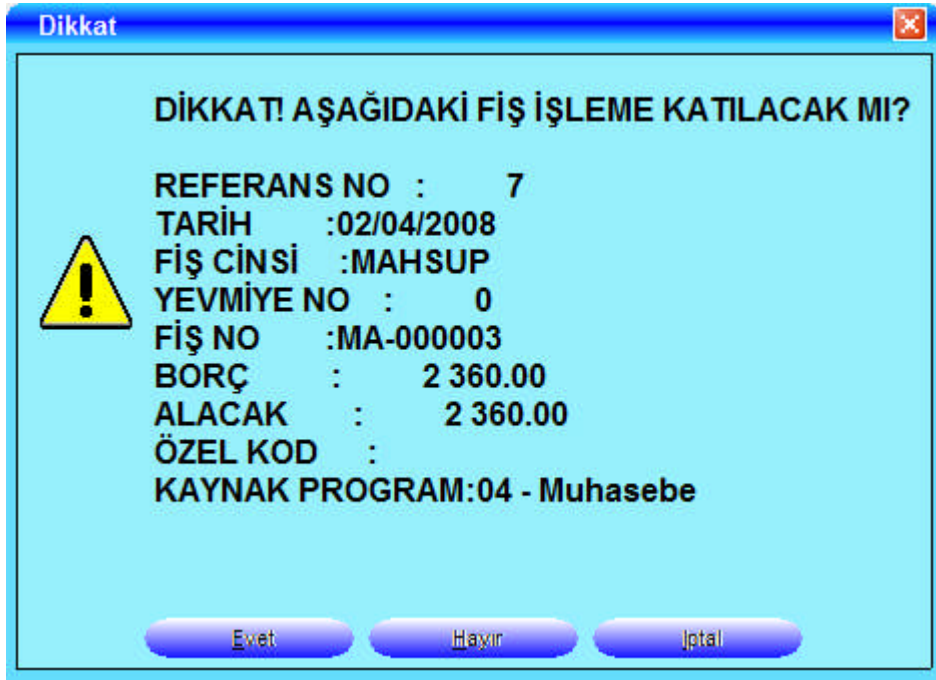 Dikkat
DİKKAT! AŞAĞIDAKİ FİŞ İŞLEME KATILACAK MI?
REFERANS NO : 7
TARİH :02/04/2008
FİŞ CİNSİ :MAHSUP
YEVMİYE NO : 0
FİŞ NO :MA-000003
BORÇ : 2 360.00
ALACAK : 2 360.00
ÖZEL KOD :
KAYNAK PROGRAM:04 - Muhasebe
Evet Hayır İptal